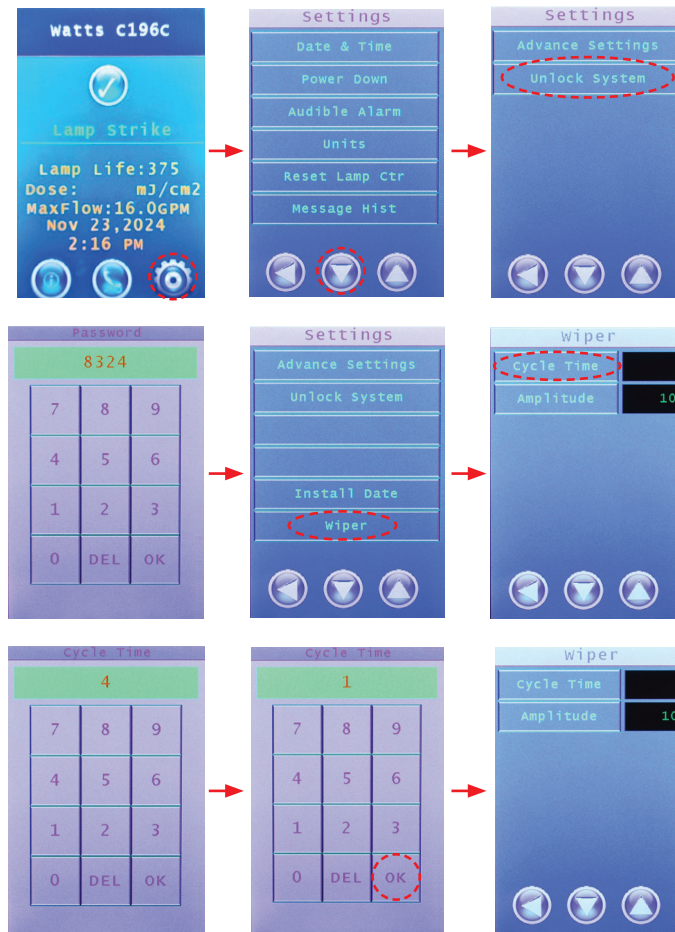 Watts C196C
Lamp Strike
Lamp Life:375
Dose: mJ/cm2
MaxFlow:16.0GPM
Nov 23,2024
2:16 PM
Settings
Date & Time
Power Down
Audible Alarm
Units
Reset Lamp Ctr
Message Hist
Settings
Advance Settings
Unlock System
Password
8324
7 8 9
4 5 6
1 2 3
0 DEL OK
Settings
Advance Settings
Unlock System
Install Date
Wiper
Wiper
Cycle Time
Amplitude 10
Cycle Time
4
7 8 9
4 5 6
1 2 3
0 DEL OK
Cycle Time
1
7 8 9
4 5 6
1 2 3
0 DEL OK
Wiper
Cycle Time
Amplitude 10